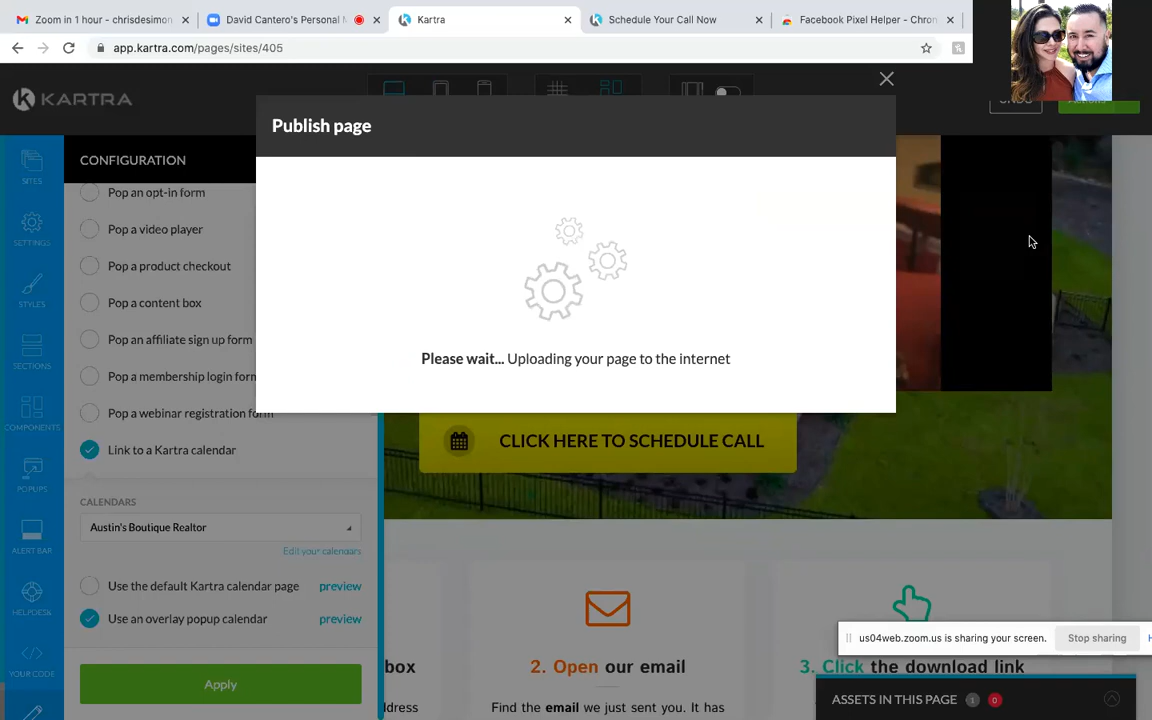 Zoom in 1 hour - chrisdesimon
David Cantero's Personal M
Kartra
Schedule Your Call Now
Facebook Pixel Helper - Chron
app.kartra.com/pages/sites/405
KARTRA
UNDO
Publish page
CONFIGURATION
SITES
SETTINGS
STYLES
SECTIONS
COMPONENTS
POPUPS
ALERT BAR
HELPDESK
YOUR CODE
Pop an opt-in form
Pop a video player
Pop a product checkout
Pop a content box
Pop an affiliate sign up form
Pop a membership login form
Pop a webinar registration form
Link to a Kartra calendar
CALENDARS
Austin's Boutique Realtor
Edit your calendars
Use the default Kartra calendar page preview
Use an overlay popup calendar preview
Apply
Please wait... Uploading your page to the internet
CLICK HERE TO SCHEDULE CALL
box
2. Open our email
3. Click the download link
address
Find the email we just sent you. It has
us04web.zoom.us is sharing your screen.
Stop sharing
H
ASSETS IN THIS PAGE 1 0